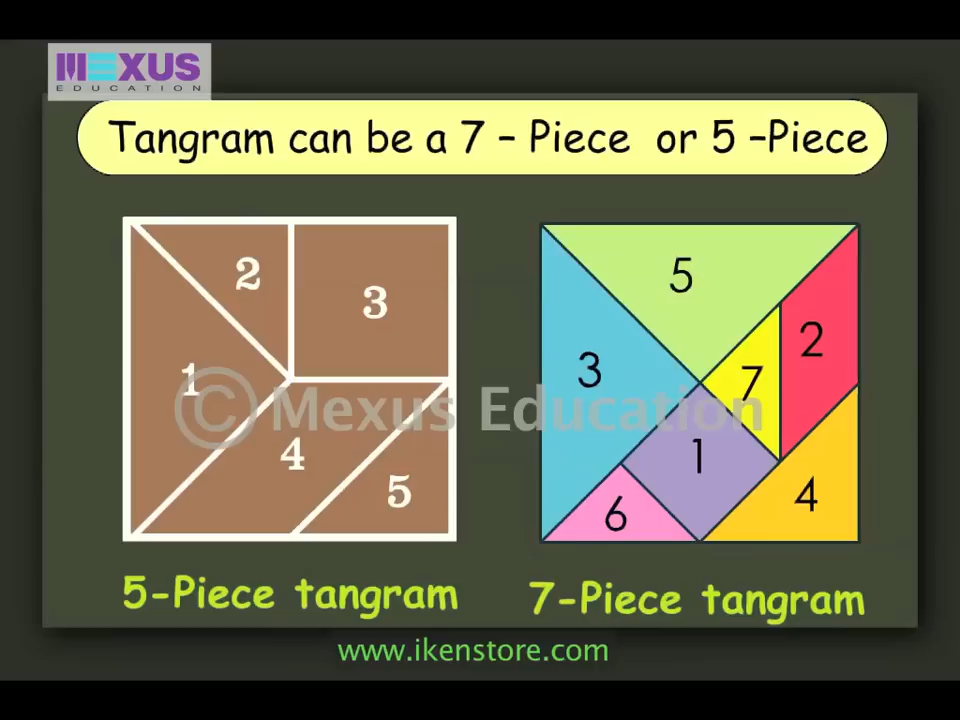 MEXUS
EDUCATION
Tangram can be a 7 – Piece or 5 –Piece
2
3
1
4
5
5
2
3
7
1
4
6
© Mexus Education
5-Piece tangram
7-Piece tangram
www.ikenstore.com